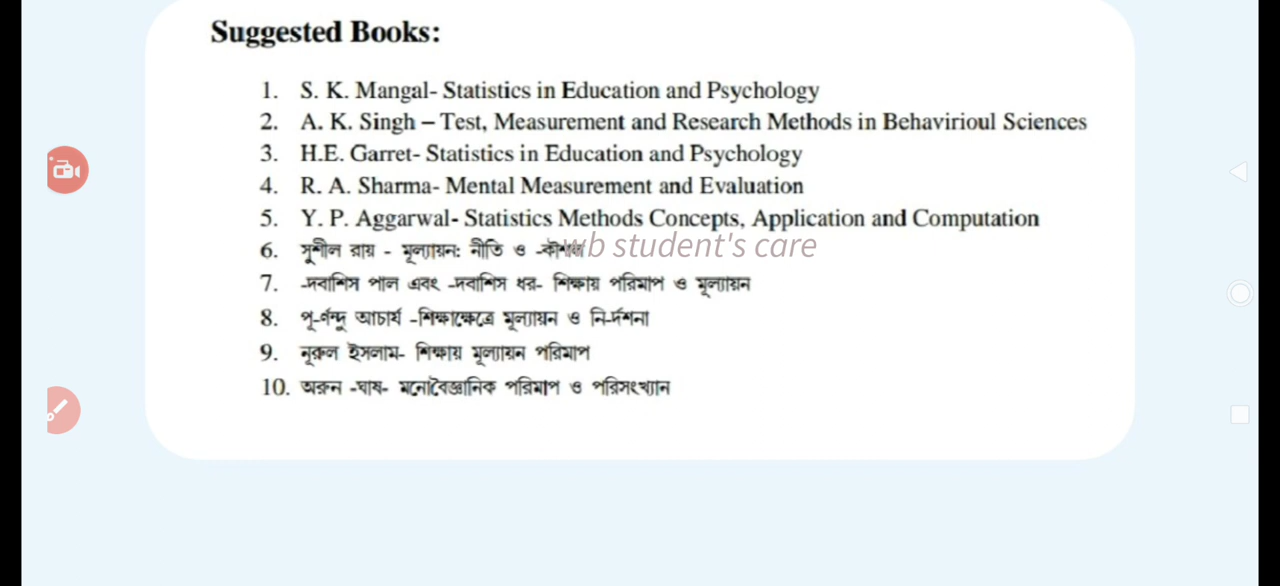 Suggested Books:
1. S. K. Mangal- Statistics in Education and Psychology
2. A. K. Singh – Test, Measurement and Research Methods in Behavirioul Sciences
3. H.E. Garret- Statistics in Education and Psychology
4. R. A. Sharma- Mental Measurement and Evaluation
5. Y. P. Aggarwal- Statistics Methods Concepts, Application and Computation
6. সুশীল রায় - মূল্যায়ন: নীতি ও
wb student's care
7. -দবাশিস পাল এবং -দবাশিস ধর- শিক্ষায় পরিমাপ ও মূল্যায়ন
8. পূ-র্ণন্দু আচার্য -শিক্ষাক্ষেত্রে মূল্যায়ন ও নি-র্দশনা
9. নূরুল ইসলাম- শিক্ষায় মূল্যায়ন পরিমাপ
10. অরুন -ঘাষ- মনোবৈজ্ঞানিক পরিমাপ ও পরিসংখ্যান